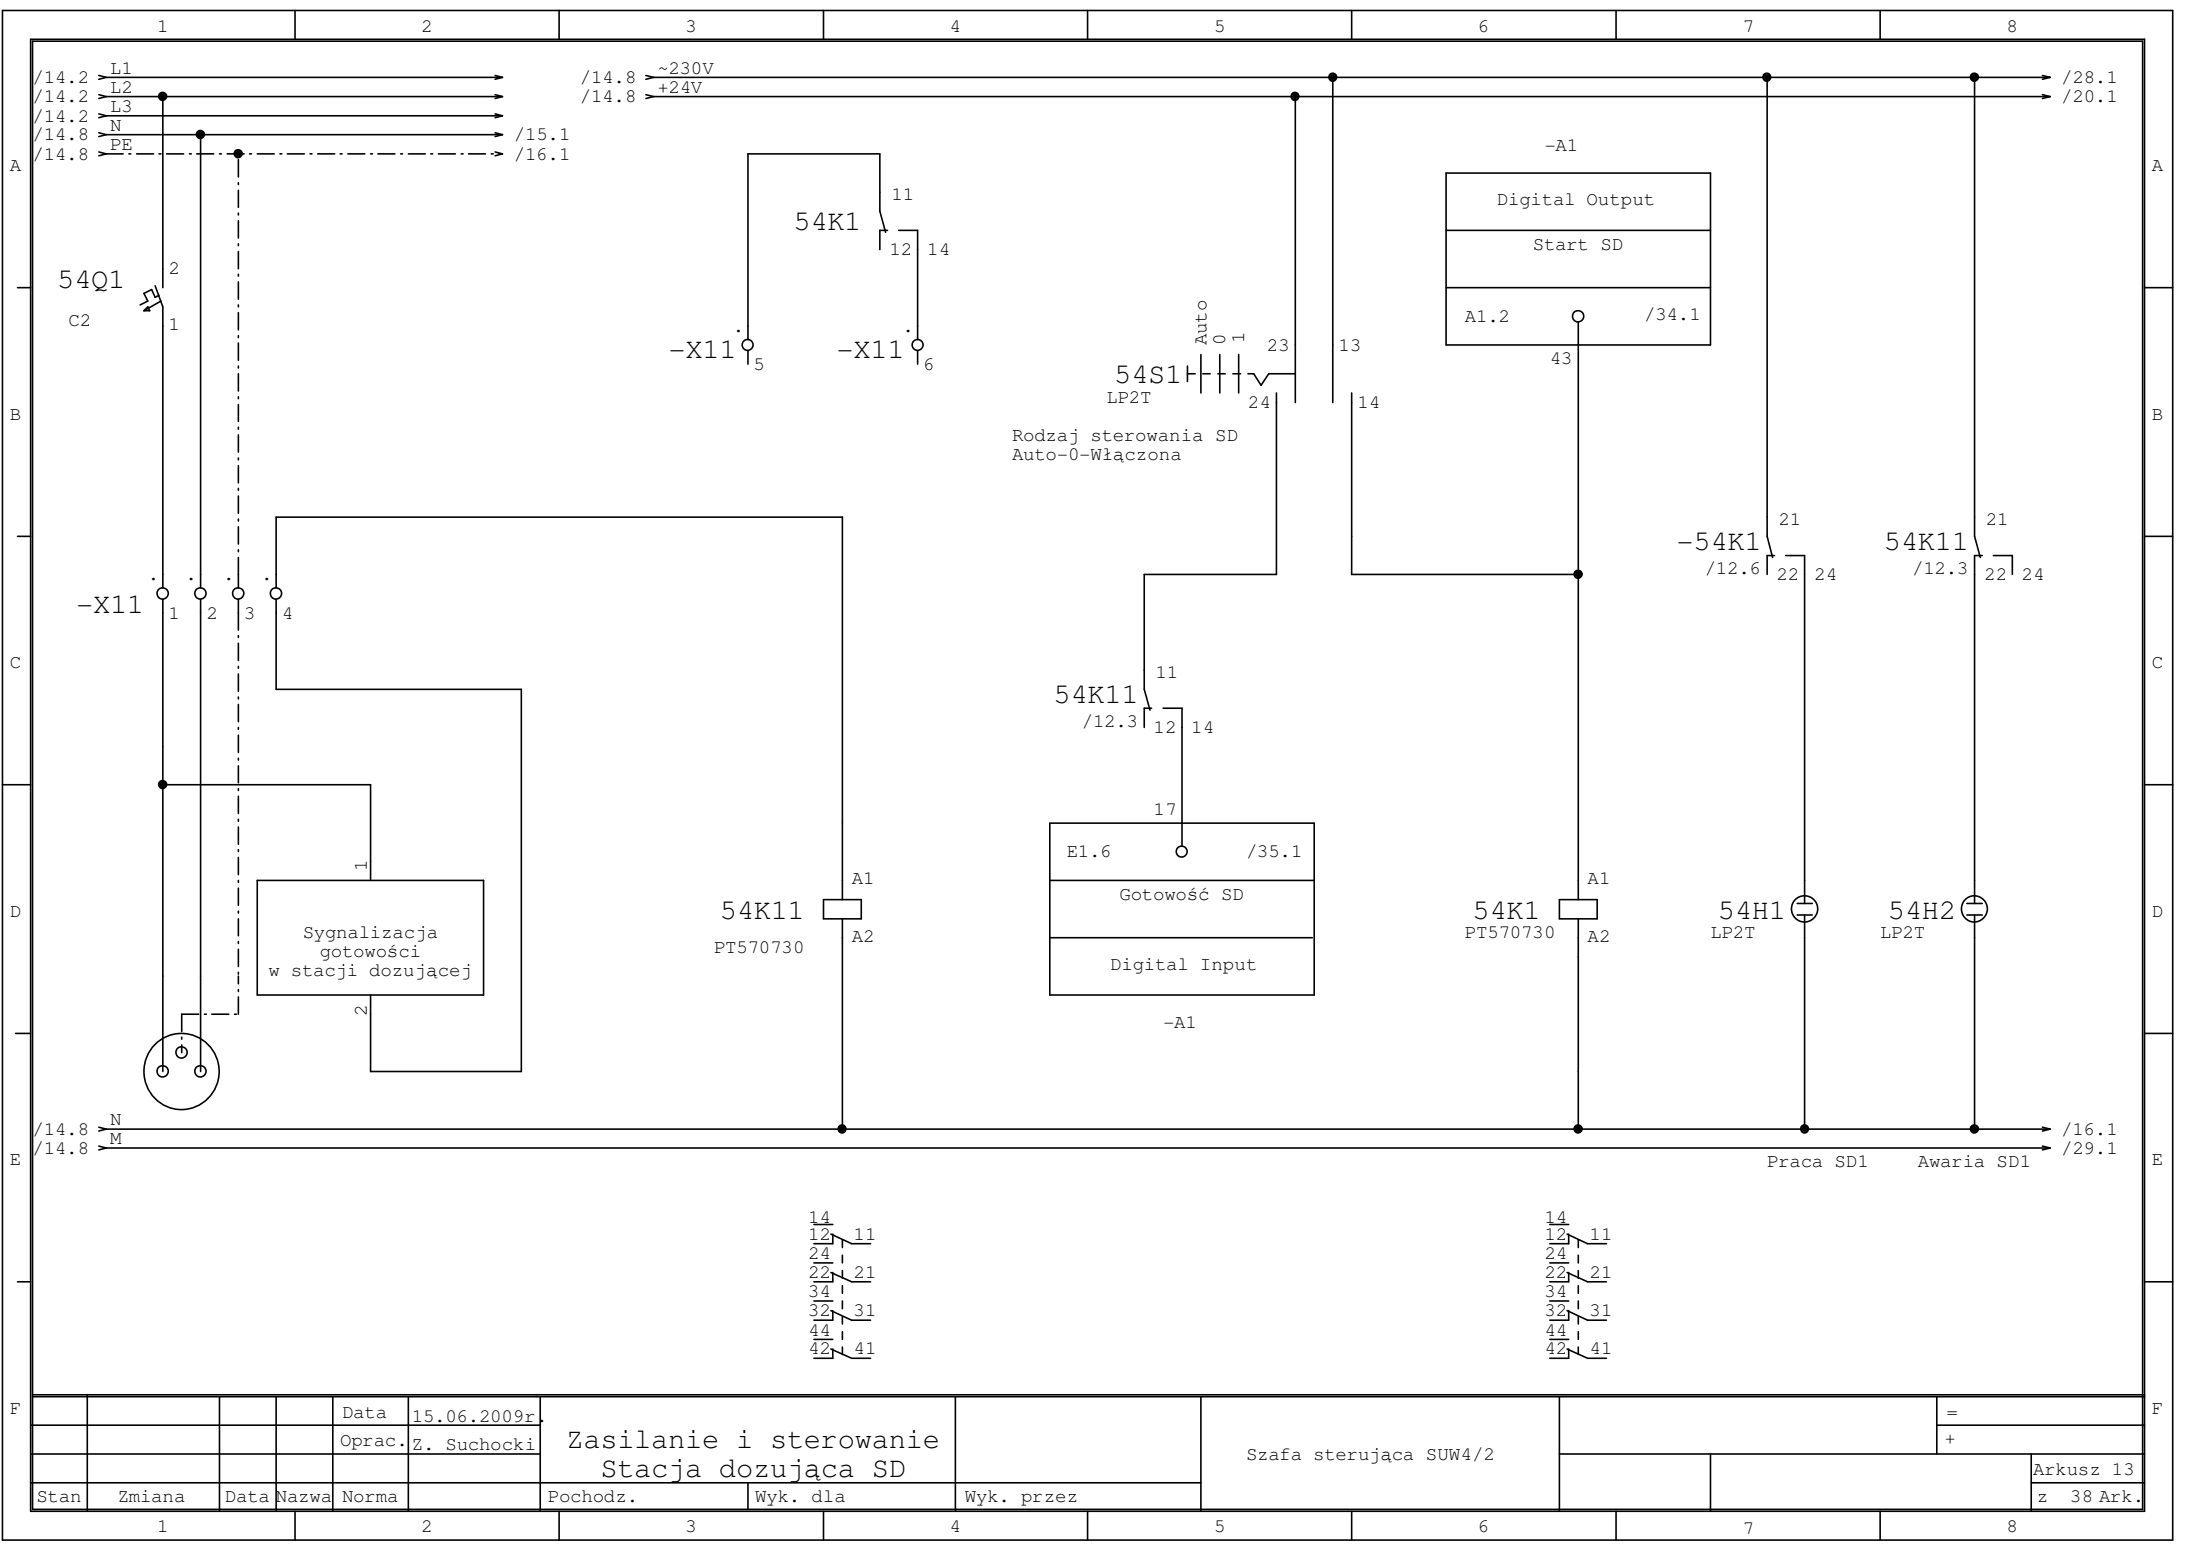 1 2 3 4 5 6 7 8
/14.2 L1
/14.2 L2
/14.2 L3
/14.8 N /15.1
/14.8 PE /16.1
/14.8 ~230V /28.1
/14.8 +24V /20.1
A A
-A1
Digital Output
Start SD
A1.2 /34.1
43
11
54K1
12 14
54Q1
C2
2
1
-X11 5
-X11 6
Auto
0
1
23 13
54S1
LP2T
24 14
B B
Rodzaj sterowania SD
Auto-0-Włączona
21
-54K1
/12.6 22 24
21
54K11
/12.3 22 24
-X11 1 2 3 4
C C
11
54K11
/12.3 12 14
17
E1.6 /35.1
Gotowość SD
Digital Input
-A1
1
Sygnalizacja
gotowości
w stacji dozującej
2
A1
54K11
A2
PT570730
A1
54K1
PT570730 A2
54H1
LP2T
54H2
LP2T
D D
/14.8 N /16.1
/14.8 M /29.1
E E
Praca SD1 Awaria SD1
14
12 11
24
22 21
34
32 31
44
42 41
14
12 11
24
22 21
34
32 31
44
42 41
F F
Data 15.06.2009r.
Oprac. Z. Suchocki
Zasilanie i sterowanie
Stacja dozująca SD
Szafa sterująca SUW4/2
=
+
Arkusz 13
z 38 Ark.
Stan Zmiana Data Nazwa Norma Pochodz. Wyk. dla Wyk. przez
1 2 3 4 5 6 7 8